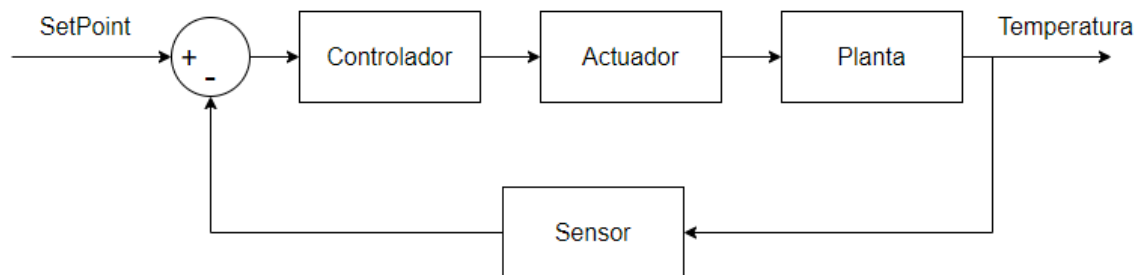 SetPoint
Temperatura
+
-
Controlador
Actuador
Planta
Sensor